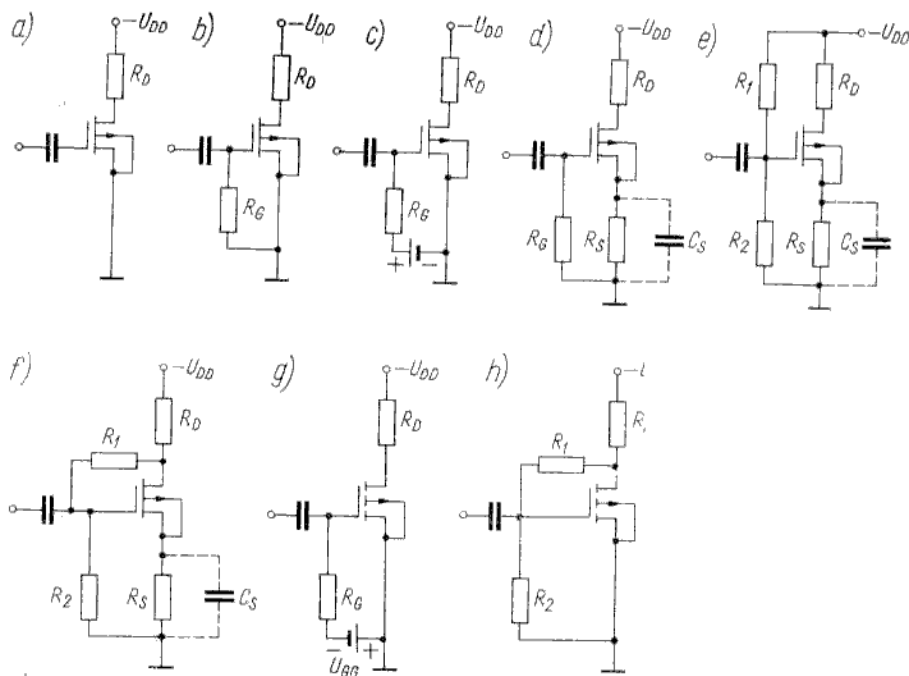 a)
-U_DD
R_D
b)
-U_DD
R_D
R_G
c)
-U_DD
R_D
R_G
+ -
d)
-U_DD
R_D
R_G
R_S
C_S
e)
-U_DD
R_1
R_D
R_2
R_S
C_S
f)
-U_DD
R_D
R_1
R_2
R_S
C_S
g)
-U_DD
R_D
R_G
- +
U_GG
h)
R_1
R_2